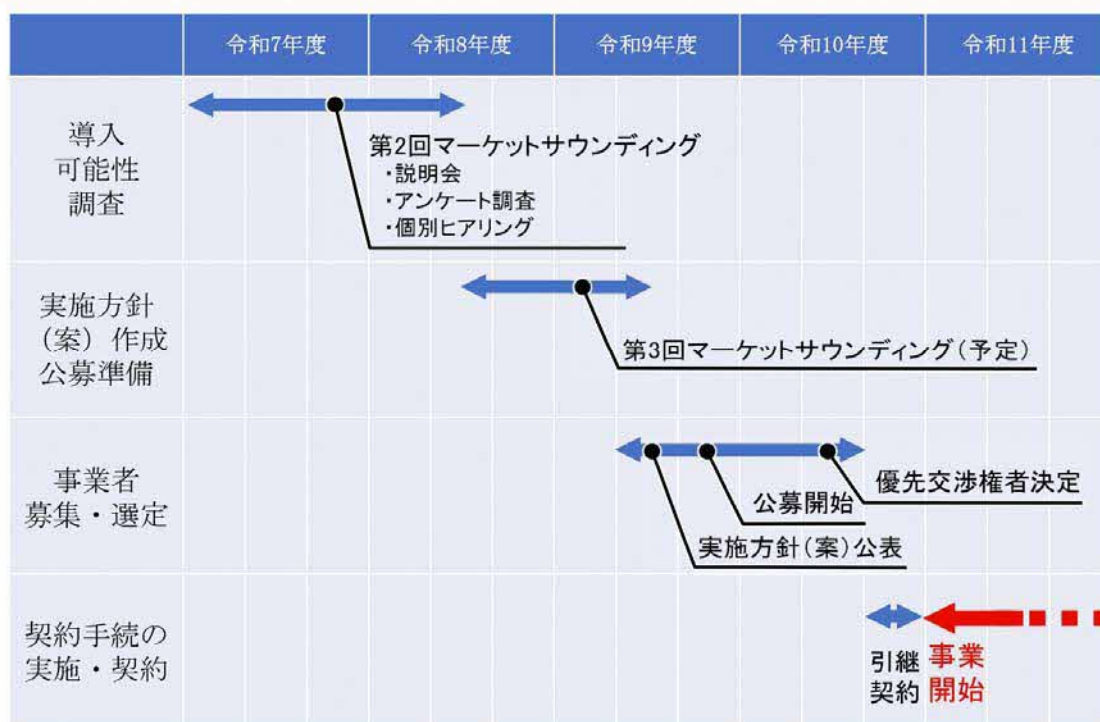 令和7年度
令和8年度
令和9年度
令和10年度
令和11年度
導入
可能性
調査
第2回マーケットサウンディング
・説明会
・アンケート調査
・個別ヒアリング
実施方針
（案）作成
公募準備
第3回マーケットサウンディング（予定）
事業者
募集・選定
優先交渉権者決定
公募開始
実施方針（案）公表
契約手続の
実施・契約
引継
契約
事業
開始